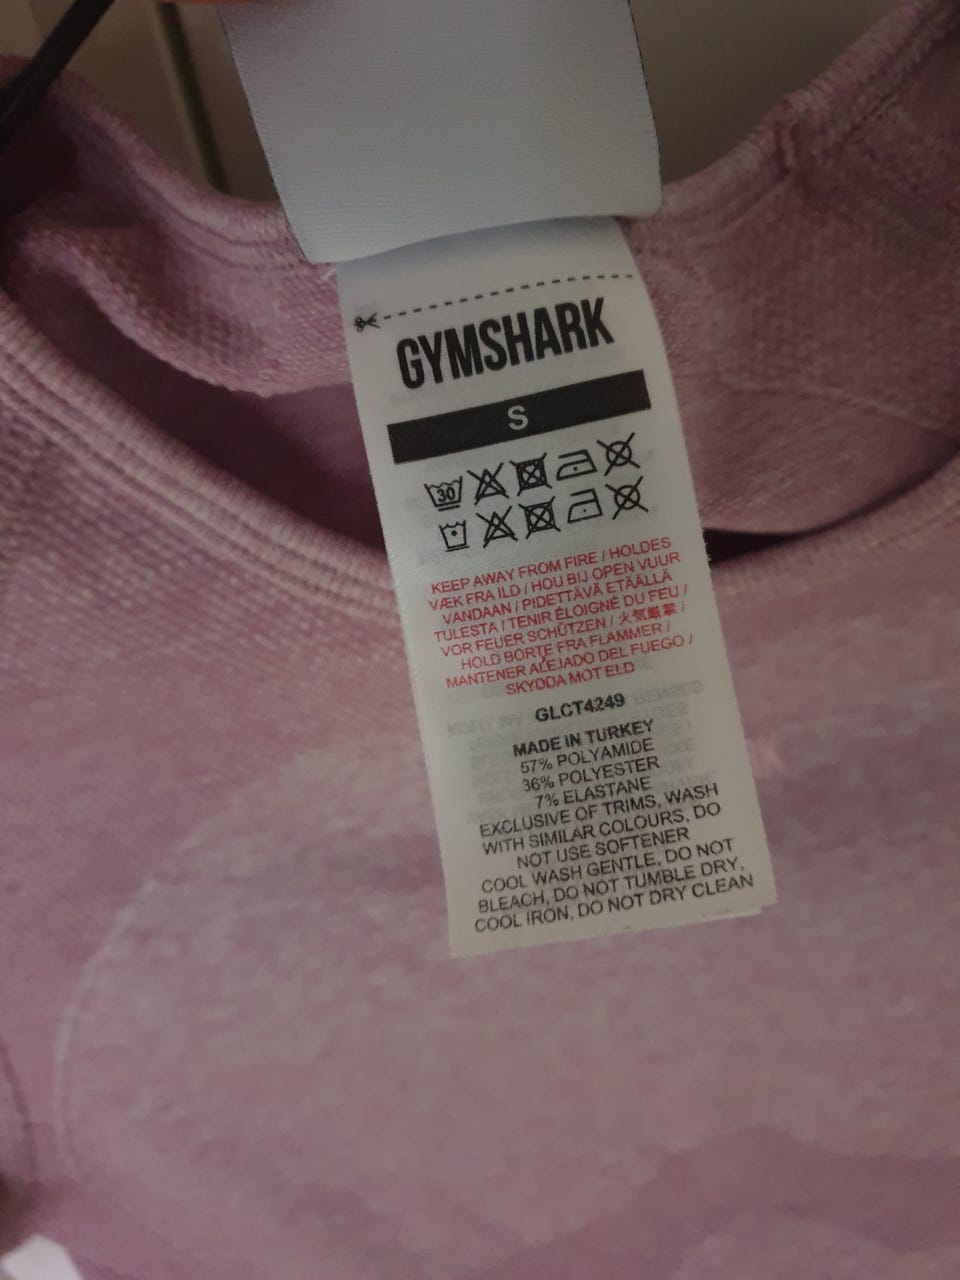 GYMSHARK
S
30
KEEP AWAY FROM FIRE / HOLDES
VÆK FRA ILD / HOU BIJ OPEN VUUR
VANDAAN / PIDETTÄVÄ ETÄÄLLÄ
TULESTA / TENIR ÉLOIGNÉ DU FEU /
VOR FEUER SCHÜTZEN / 火気厳禁 /
HOLD BORTE FRA FLAMMER /
MANTENER ALEJADO DEL FUEGO /
SKYDDA MOT ELD
GLCT4249
MADE IN TURKEY
57% POLYAMIDE
36% POLYESTER
7% ELASTANE
EXCLUSIVE OF TRIMS, WASH
WITH SIMILAR COLOURS, DO
NOT USE SOFTENER
COOL WASH GENTLE, DO NOT
BLEACH, DO NOT TUMBLE DRY,
COOL IRON, DO NOT DRY CLEAN